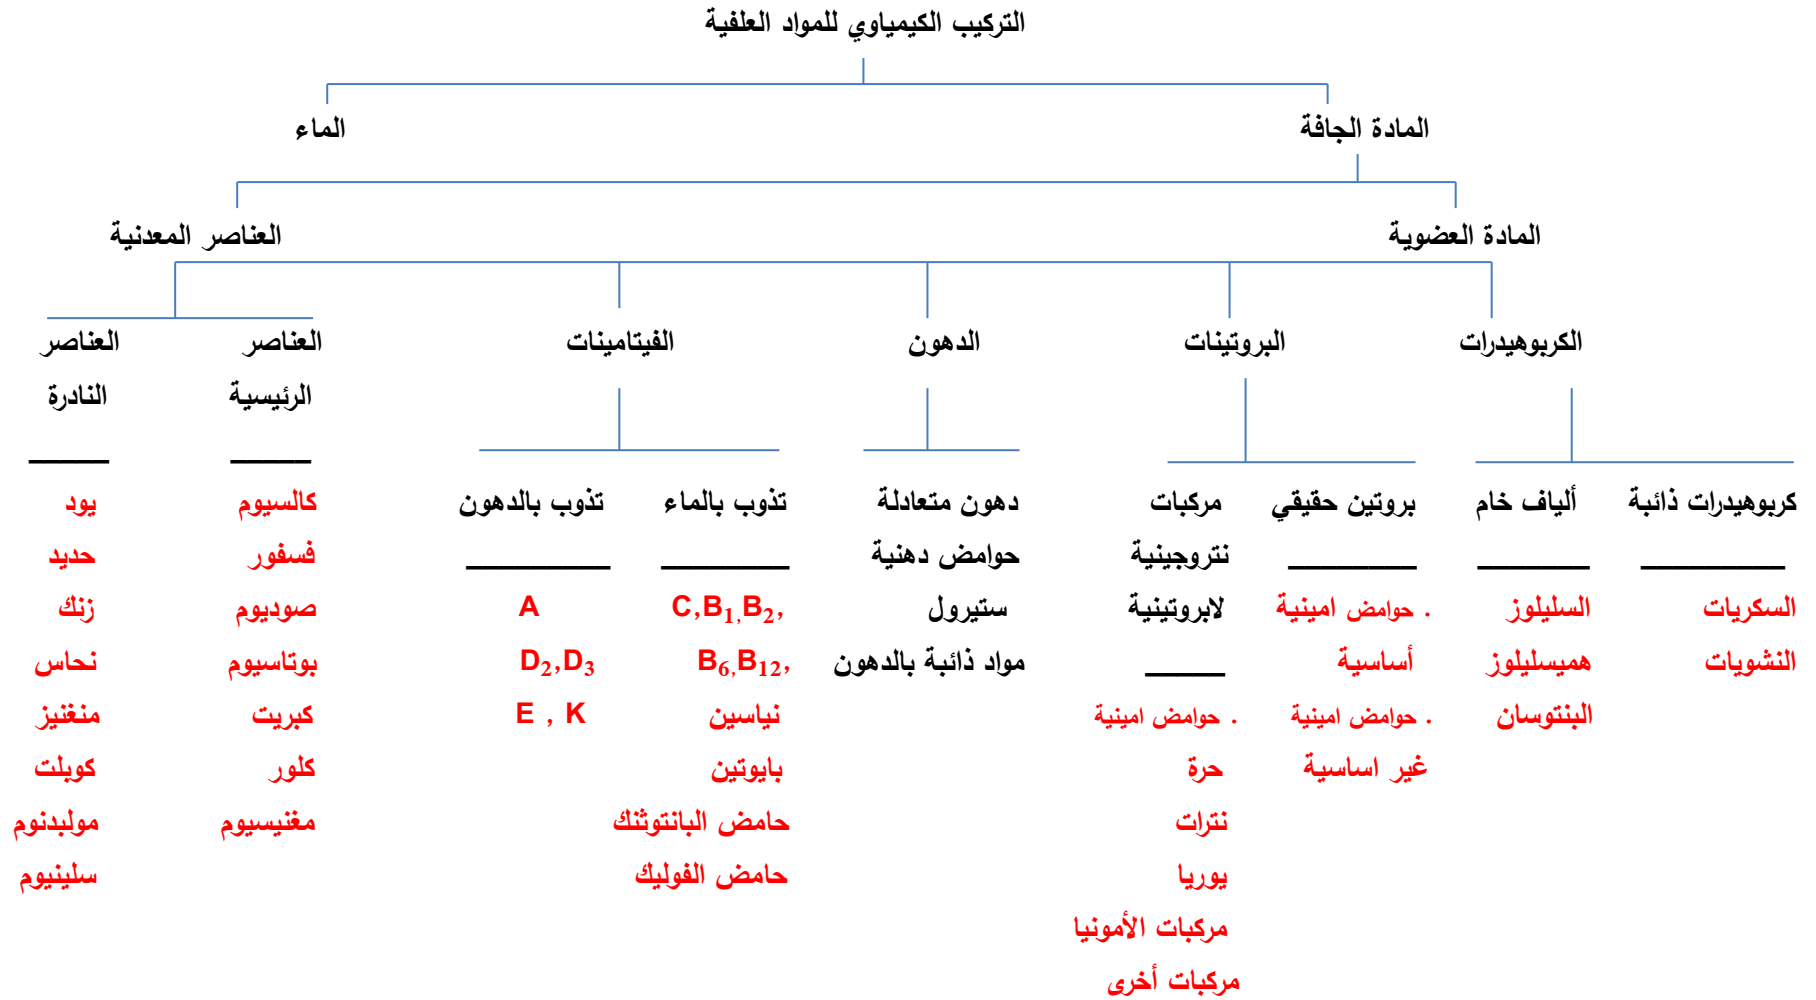 التركيب الكيمياوي للمواد العلفية
المادة الجافة
الماء
المادة العضوية
العناصر المعدنية
الكربوهيدرات
البروتينات
الدهون
الفيتامينات
العناصر
الرئيسية
العناصر
النادرة
كربوهيدرات ذائبة
السكريات
النشويات
ألياف خام
السليلوز
هميسليلوز
البنتوسان
بروتين حقيقي
. حوامض امينية
أساسية
. حوامض امينية
غير اساسية
مركبات
نتروجينية
لابروتينية
. حوامض امينية
حرة
نترات
يوريا
مركبات الأمونيا
مركبات أخرى
دهون متعادلة
حوامض دهنية
ستيرول
مواد ذائبة بالدهون
تذوب بالماء
C,B₁,B₂,
B₆,B₁₂,
نياسين
بايوتين
حامض البانتوثنك
حامض الفوليك
تذوب بالدهون
A
D₂,D₃
E , K
كالسيوم
فسفور
صوديوم
بوتاسيوم
كبريت
كلور
مغنيسيوم
يود
حديد
زنك
نحاس
منغنيز
كوبلت
مولبدنوم
سلينيوم